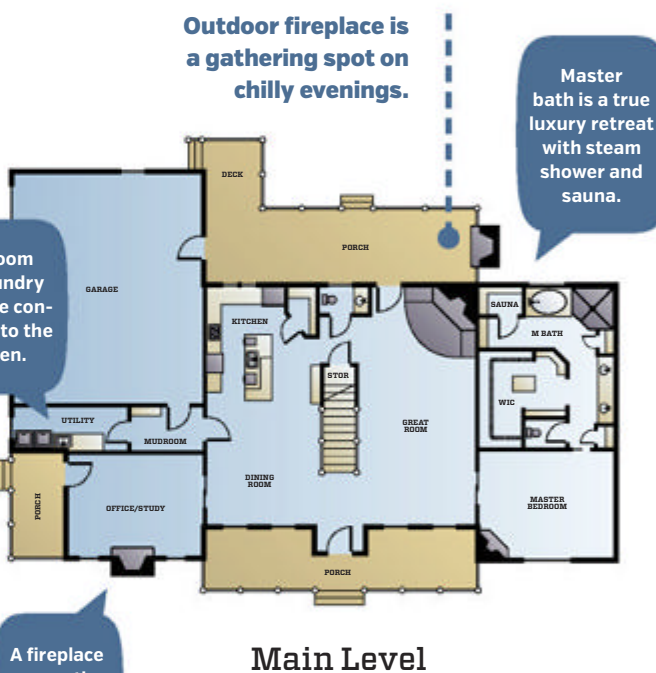 Outdoor fireplace is
a gathering spot on
chilly evenings.
Master
bath is a true
luxury retreat
with steam
shower and
sauna.
DECK
PORCH
GARAGE
KITCHEN
SAUNA
M BATH
STOR
WIC
GREAT
ROOM
UTILITY
MUDROOM
DINING
ROOM
OFFICE/STUDY
PORCH
MASTER
BEDROOM
PORCH
to the
A fireplace
Main Level